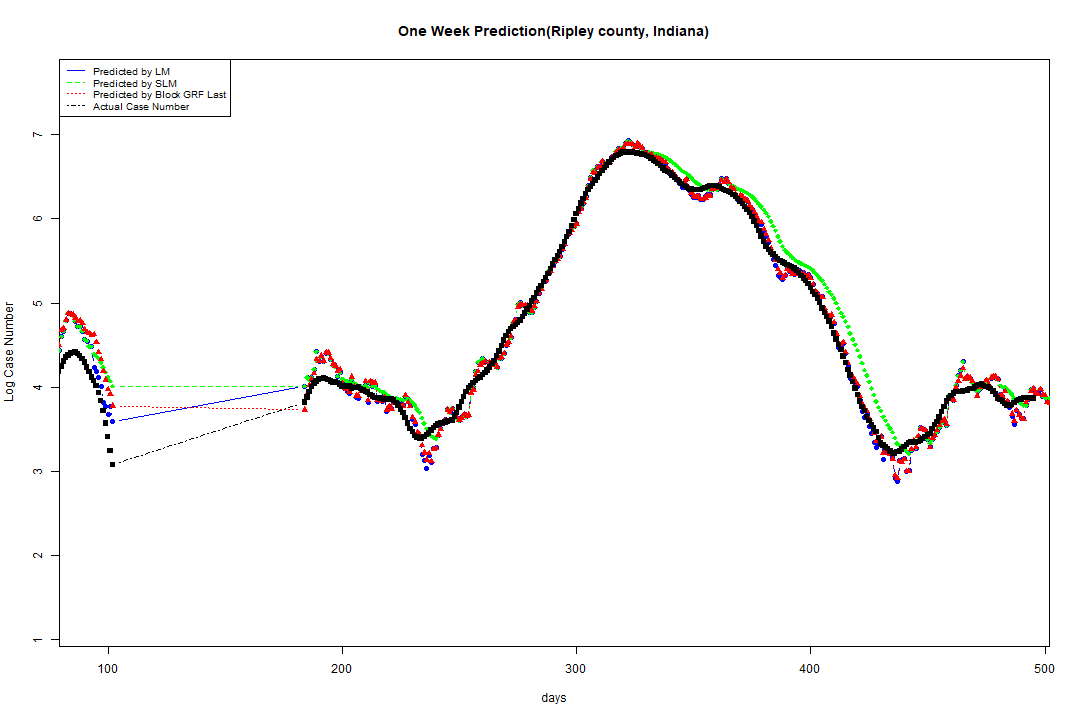 One Week Prediction(Ripley county, Indiana)
Predicted by LM
Predicted by SLM
Predicted by Block GRF Last
Actual Case Number
Log Case Number
7
6
5
4
3
2
1
100 200 300 400 500
days